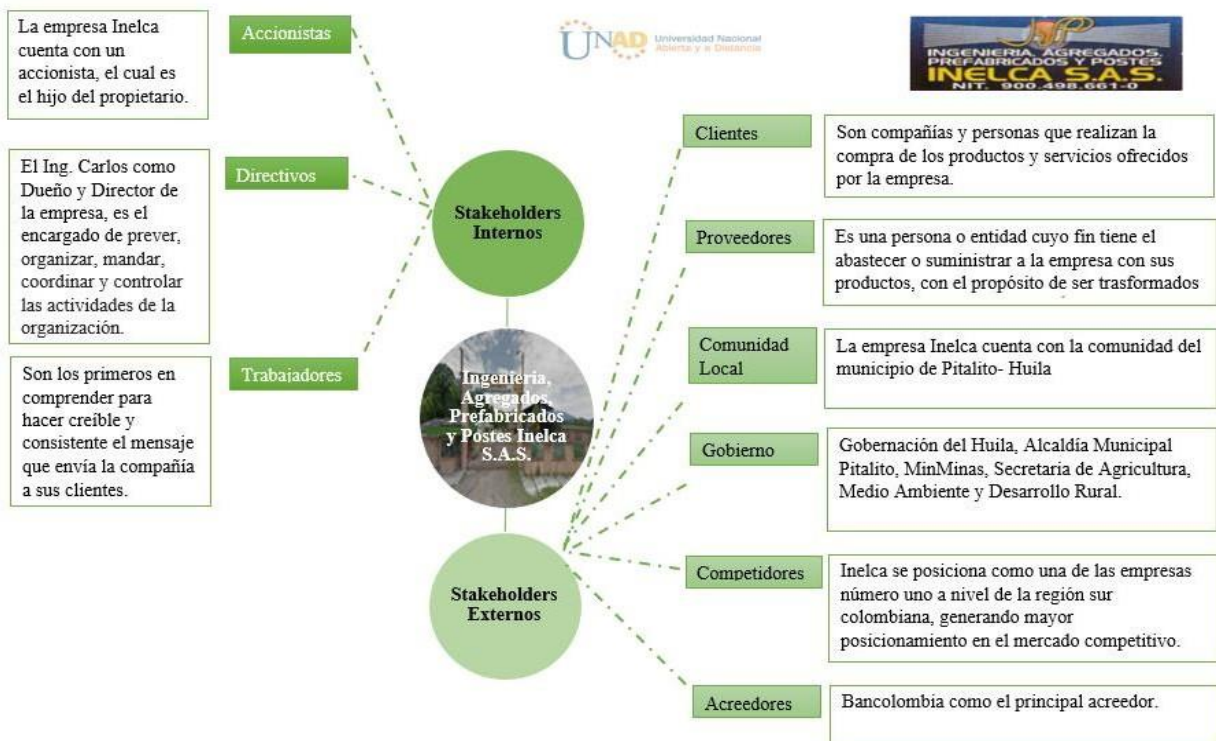 La empresa Inelca
cuenta con un
accionista, el cual es
el hijo del propietario.
Accionistas
UNAD Universidad Nacional
Abierta y a Distancia
INGENIERIA, AGREGADOS,
PREFABRICADOS Y POSTES
INELCA S.A.S.
NIT. 900.498.661-0
El Ing. Carlos como
Dueño y Director de
la empresa, es el
encargado de prever,
organizar, mandar,
coordinar y controlar
las actividades de la
organización.
Directivos
Son los primeros en
comprender para
hacer creíble y
consistente el mensaje
que envía la compañía
a sus clientes.
Trabajadores
Stakeholders
Internos
Ingeniería,
Agregados,
Prefabricados
y Postes Inelca
S.A.S.
Stakeholders
Externos
Clientes
Son compañías y personas que realizan la
compra de los productos y servicios ofrecidos
por la empresa.
Proveedores
Es una persona o entidad cuyo fin tiene el
abastecer o suministrar a la empresa con sus
productos, con el propósito de ser trasformados
Comunidad
Local
La empresa Inelca cuenta con la comunidad del
municipio de Pitalito- Huila
Gobierno
Gobernación del Huila, Alcaldía Municipal
Pitalito, MinMinas, Secretaria de Agricultura,
Medio Ambiente y Desarrollo Rural.
Competidores
Inelca se posiciona como una de las empresas
número uno a nivel de la región sur
colombiana, generando mayor
posicionamiento en el mercado competitivo.
Acreedores
Bancolombia como el principal acreedor.